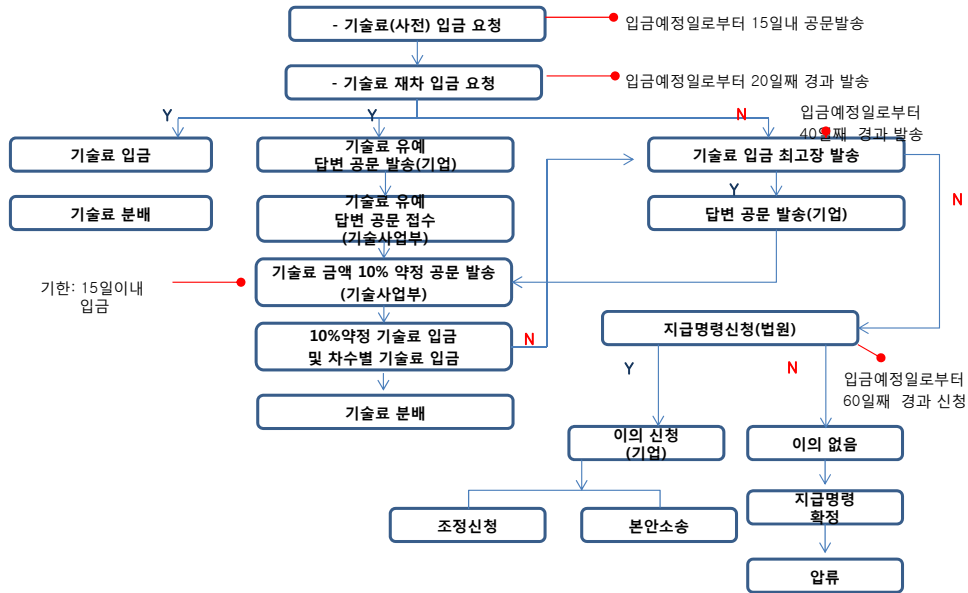 - 기술료(사전) 입금 요청
입금예정일로부터 15일내 공문발송
- 기술료 재차 입금 요청
입금예정일로부터 20일째 경과 발송
Y
Y
N
입금예정일로부터
40일째 경과 발송
기술료 입금
기술료 유예
답변 공문 발송(기업)
기술료 입금 최고장 발송
Y
N
기술료 분배
기술료 유예
답변 공문 접수
(기술사업부)
답변 공문 발송(기업)
기한: 15일이내
입금
기술료 금액 10% 약정 공문 발송
(기술사업부)
10%약정 기술료 입금
및 차수별 기술료 입금
N
지급명령신청(법원)
Y
N
입금예정일로부터
60일째 경과 신청
기술료 분배
이의 신청
(기업)
이의 없음
조정신청
본안소송
지급명령
확정
압류